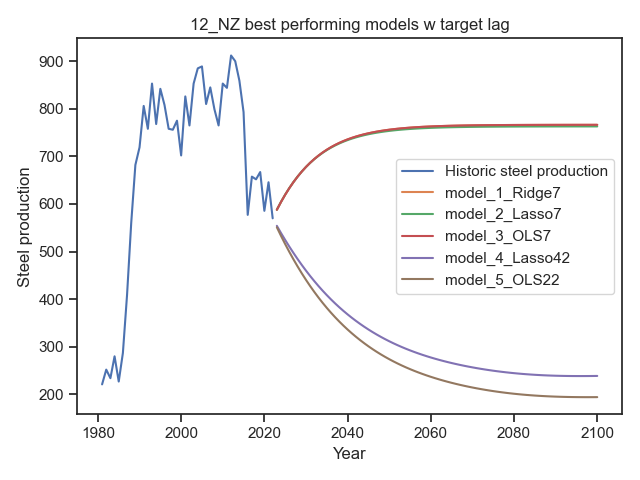 12_NZ best performing models w target lag
Steel production
900
800
700
600
500
400
300
200
Historic steel production
model_1_Ridge7
model_2_Lasso7
model_3_OLS7
model_4_Lasso42
model_5_OLS22
1980
2000
2020
2040
2060
2080
2100
Year